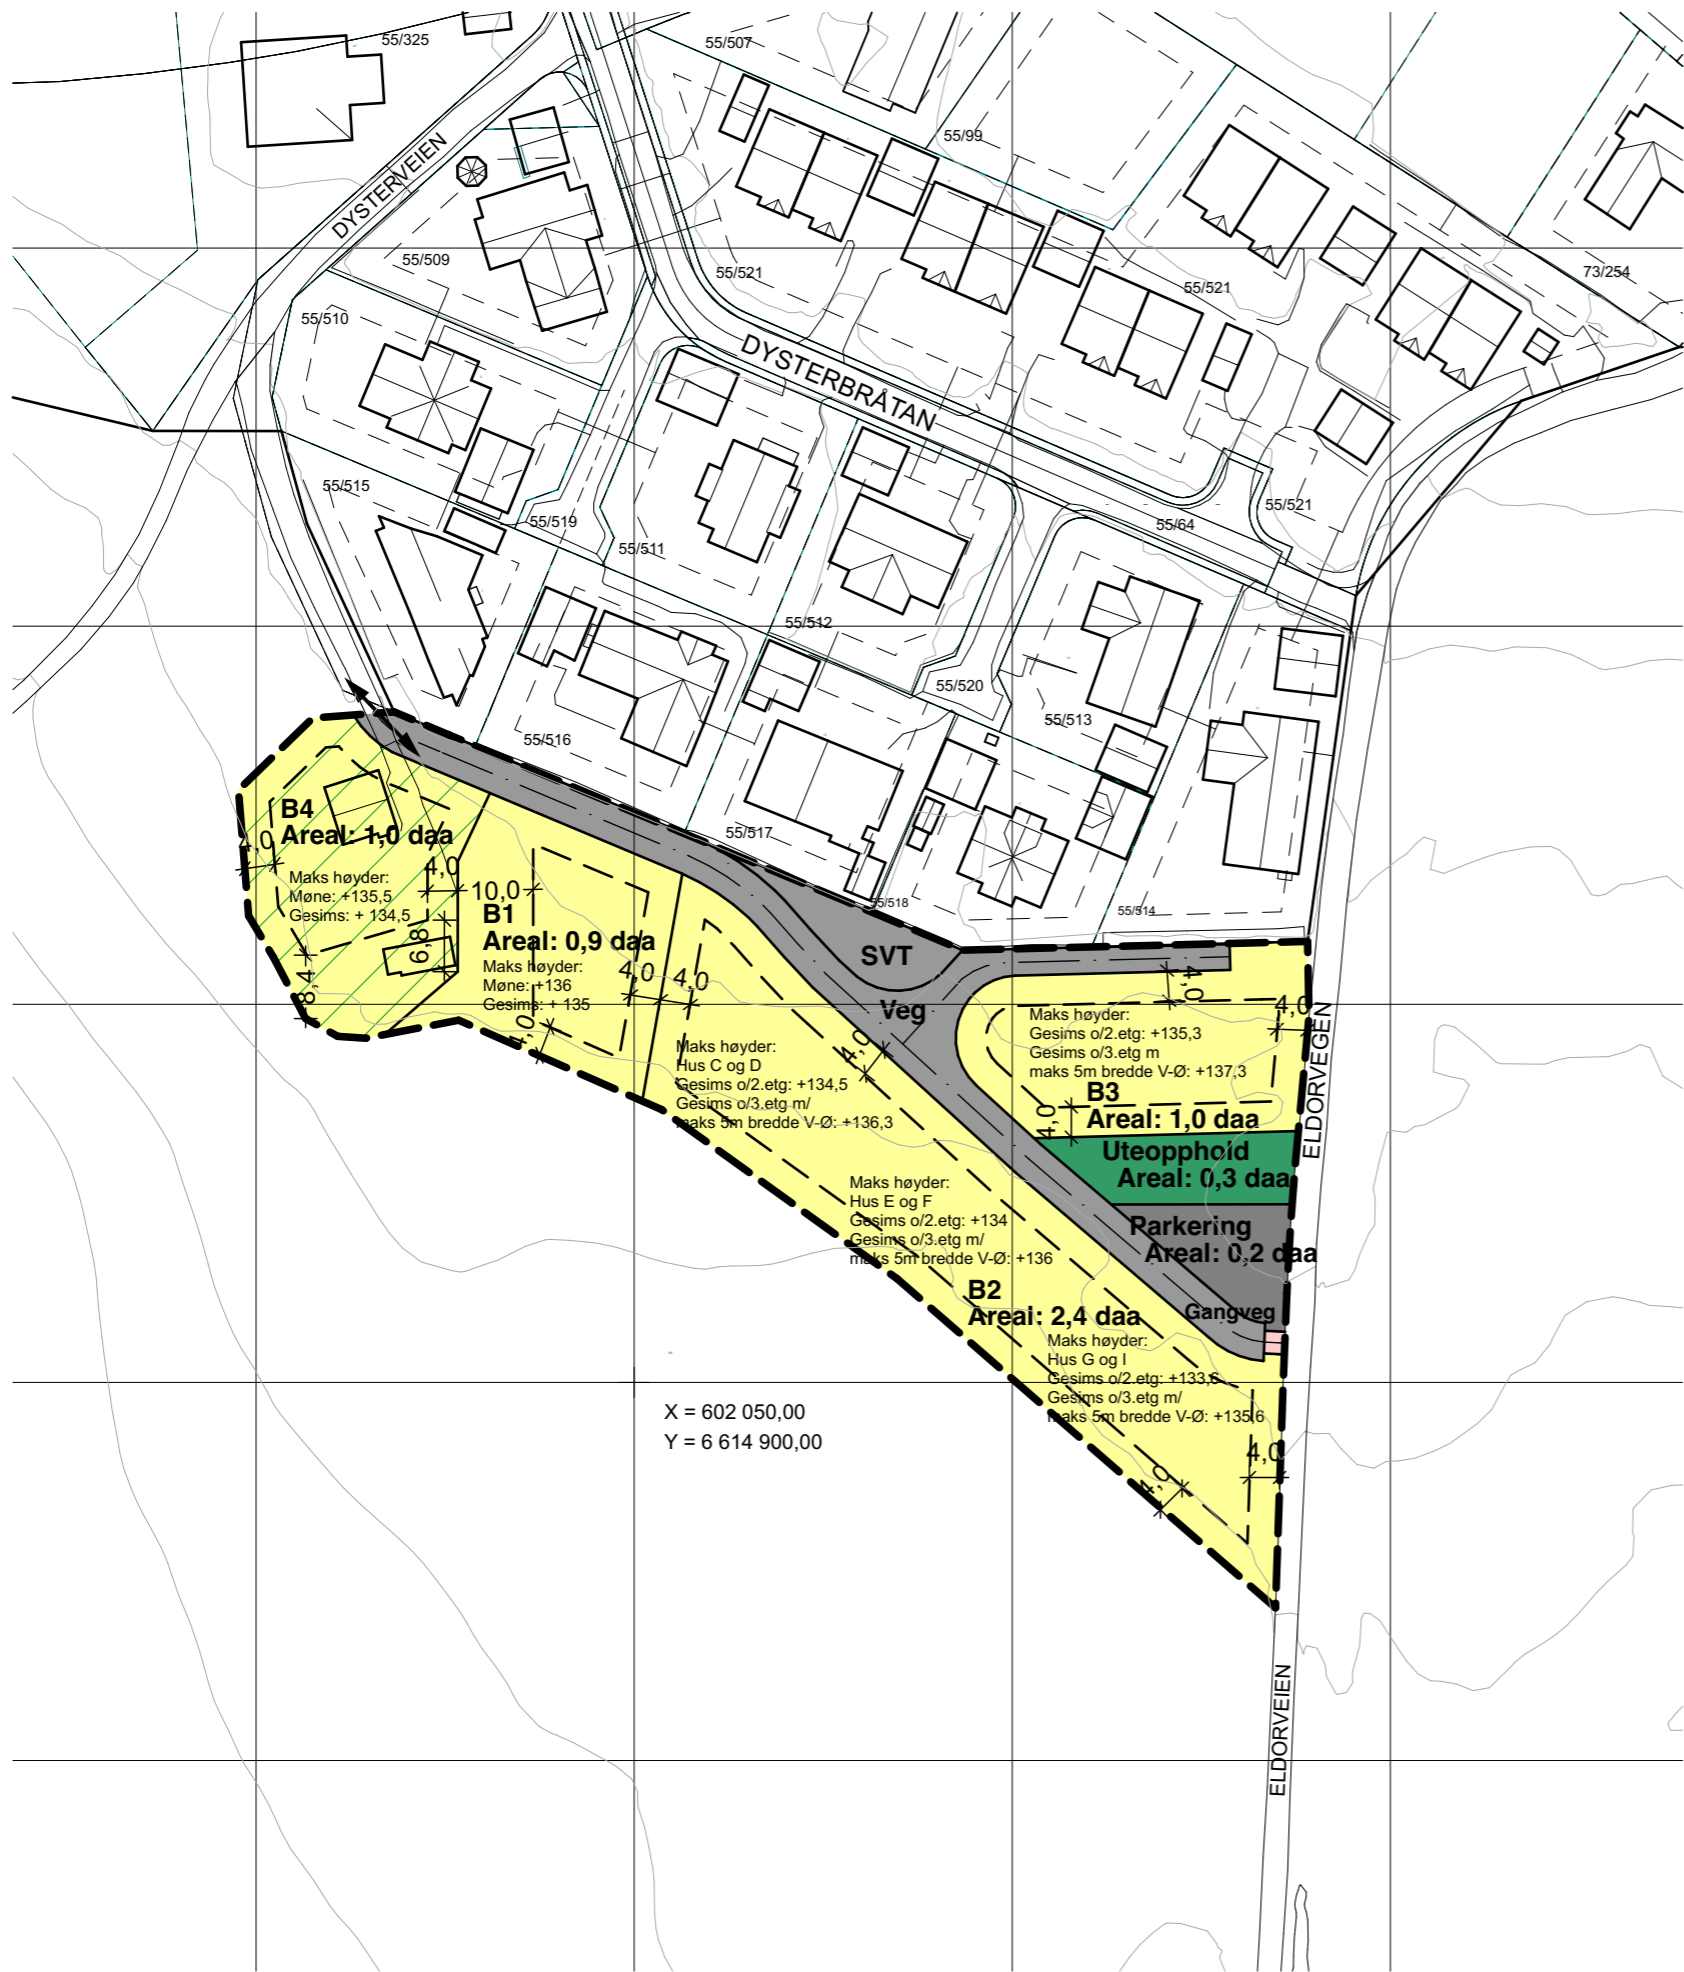 55/325
55/507
55/99
DYSTERVEIEN
55/509
55/521
55/521
73/254
55/510
DYSTERBRÅTAN
55/515
55/519
55/521
55/64
55/511
55/512
55/520
55/513
55/516
55/517
55/518
55/514
B4
Areal: 1,0 daa
4,0
4,0
Maks høyder:
Møne: +135,5
Gesims: + 134,5
10,0
6,8
8,4
B1
Areal: 0,9 daa
Maks høyder:
Møne: +136
Gesims: + 135
4,0
4,0
4,0
SVT
Veg
4,0
4,0
4,0
Maks høyder:
Gesims o/2.etg: +135,3
Gesims o/3.etg m
maks 5m bredde V-Ø: +137,3
B3
Areal: 1,0 daa
4,0
ELDORVEGEN
Maks høyder:
Hus C og D
Gesims o/2.etg: +134,5
Gesims o/3.etg m/
maks 5m bredde V-Ø: +136,3
Uteopphold
Areal: 0,3 daa
Maks høyder:
Hus E og F
Gesims o/2.etg: +134
Gesims o/3.etg m/
maks 5m bredde V-Ø: +136
Parkering
Areal: 0,2 daa
B2
Areal: 2,4 daa
Gangveg
Maks høyder:
Hus G og I
Gesims o/2.etg: +133,6
Gesims o/3.etg m/
maks 5m bredde V-Ø: +135,6
4,0
4,0
X = 602 050,00
Y = 6 614 900,00
ELDORVEIEN